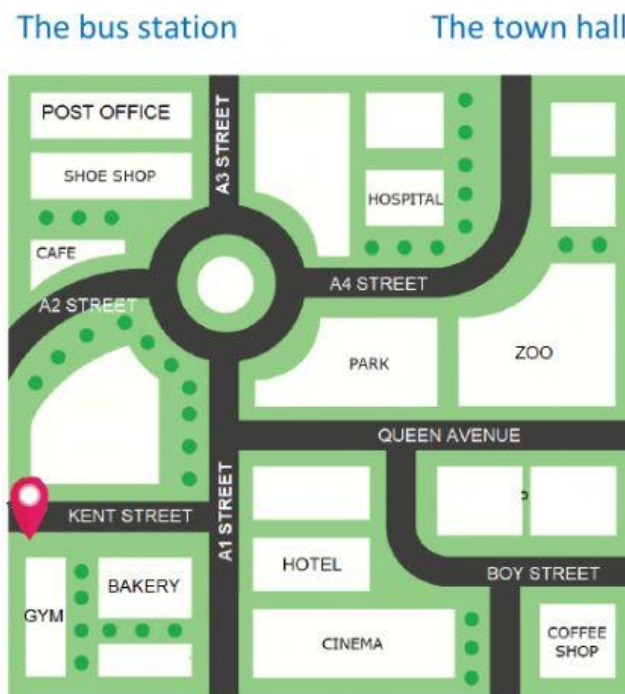 The bus station
The town hall
POST OFFICE
A3 STREET
SHOE SHOP
HOSPITAL
CAFE
A2 STREET
A4 STREET
PARK
ZOO
QUEEN AVENUE
KENT STREET
A1 STREET
HOTEL
BOY STREET
BAKERY
GYM
CINEMA
COFFEE
SHOP